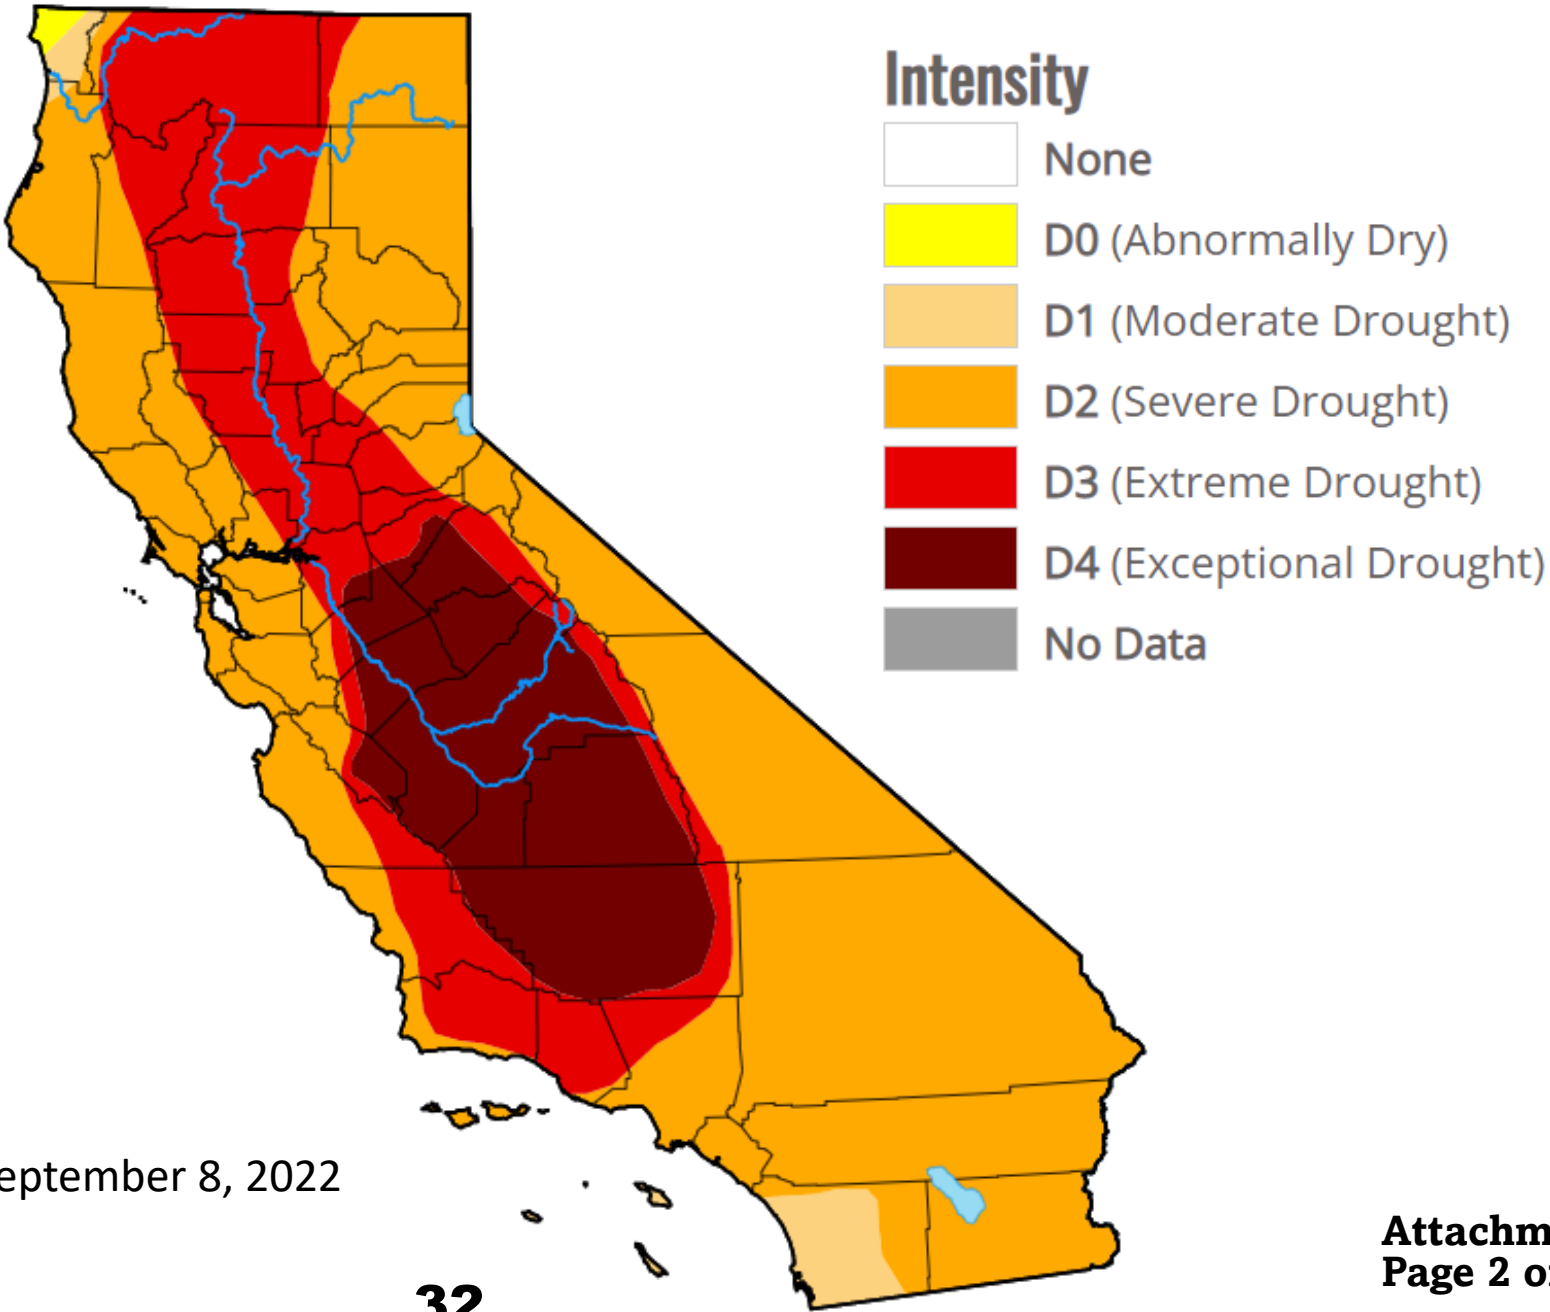 Intensity
None
D0 (Abnormally Dry)
D1 (Moderate Drought)
D2 (Severe Drought)
D3 (Extreme Drought)
D4 (Exceptional Drought)
No Data
eptember 8, 2022
32
Attachm
Page 2 o